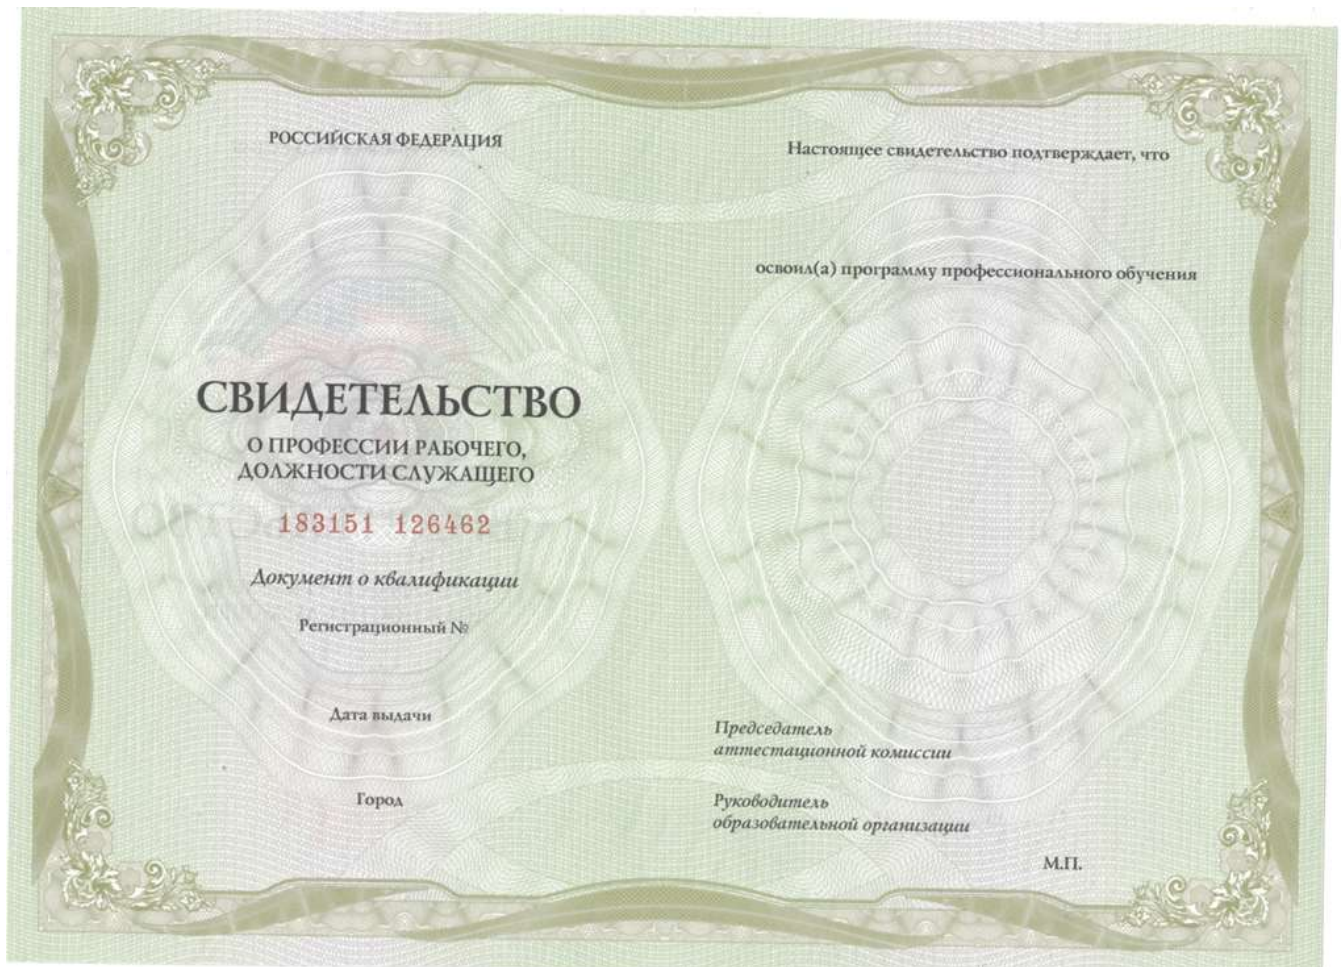 РОССИЙСКАЯ ФЕДЕРАЦИЯ
СВИДЕТЕЛЬСТВО
О ПРОФЕССИИ РАБОЧЕГО,
ДОЛЖНОСТИ СЛУЖАЩЕГО
183151 126462
Документ о квалификации
Регистрационный №
Дата выдачи
Город
Настоящее свидетельство подтверждает, что
освоил(а) программу профессионального обучения
Председатель
аттестационной комиссии
Руководитель
образовательной организации
М.П.